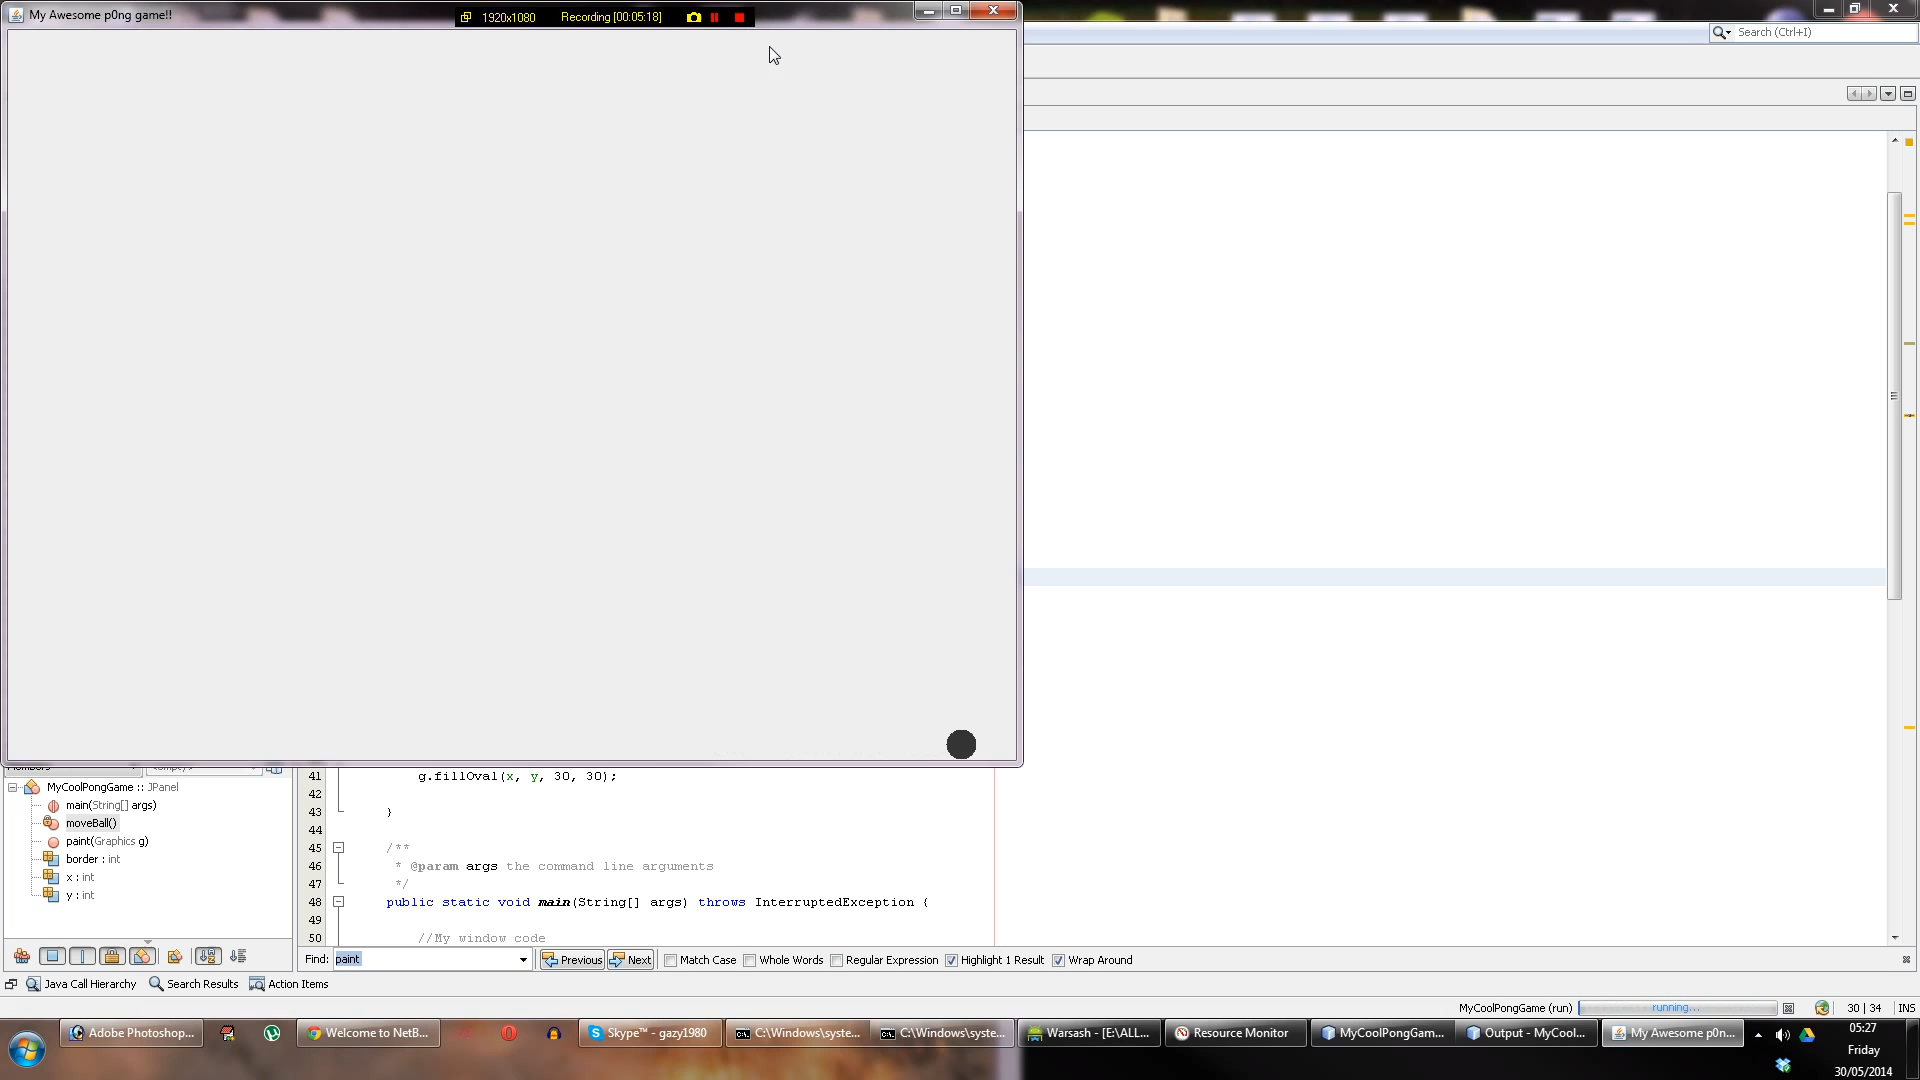 My Awesome p0ng game!!
1920x1080 Recording [00:05:18]
Search (Ctrl+I)
MyCoolPongGame :: JPanel
main(String[] args)
moveBall()
paint(Graphics g)
border : int
x : int
y : int
41 g.fillOval(x, y, 30, 30);
42
43 }
44
45 /**
46 * @param args the command line arguments
47 */
48 public static void main(String[] args) throws InterruptedException {
49
50 //My window code
Find: paint Previous Next Match Case Whole Words Regular Expression Highlight 1 Result Wrap Around
Java Call Hierarchy Search Results Action Items
MyCoolPongGame (run) running... 30 | 34 INS
Adobe Photoshop... Welcome to NetB... Skype™ - gazy1980 C:\Windows\syste... C:\Windows\syste... Warsash - [E:\ALL... Resource Monitor MyCoolPongGam... Output - MyCool... My Awesome p0n...
05:27
Friday
30/05/2014